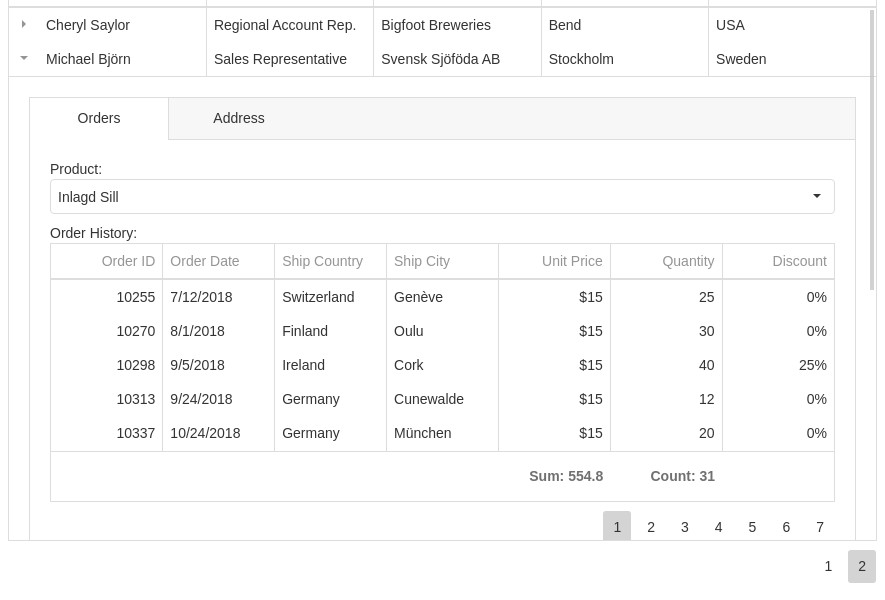 Cheryl Saylor Regional Account Rep. Bigfoot Breweries Bend USA
Michael Björn Sales Representative Svensk Sjöföda AB Stockholm Sweden
Orders Address
Product:
Inlagd Sill
Order History:
Order ID Order Date Ship Country Ship City Unit Price Quantity Discount
10255 7/12/2018 Switzerland Genève $15 25 0%
10270 8/1/2018 Finland Oulu $15 30 0%
10298 9/5/2018 Ireland Cork $15 40 25%
10313 9/24/2018 Germany Cunewalde $15 12 0%
10337 10/24/2018 Germany München $15 20 0%
Sum: 554.8 Count: 31
1 2 3 4 5 6 7
1 2